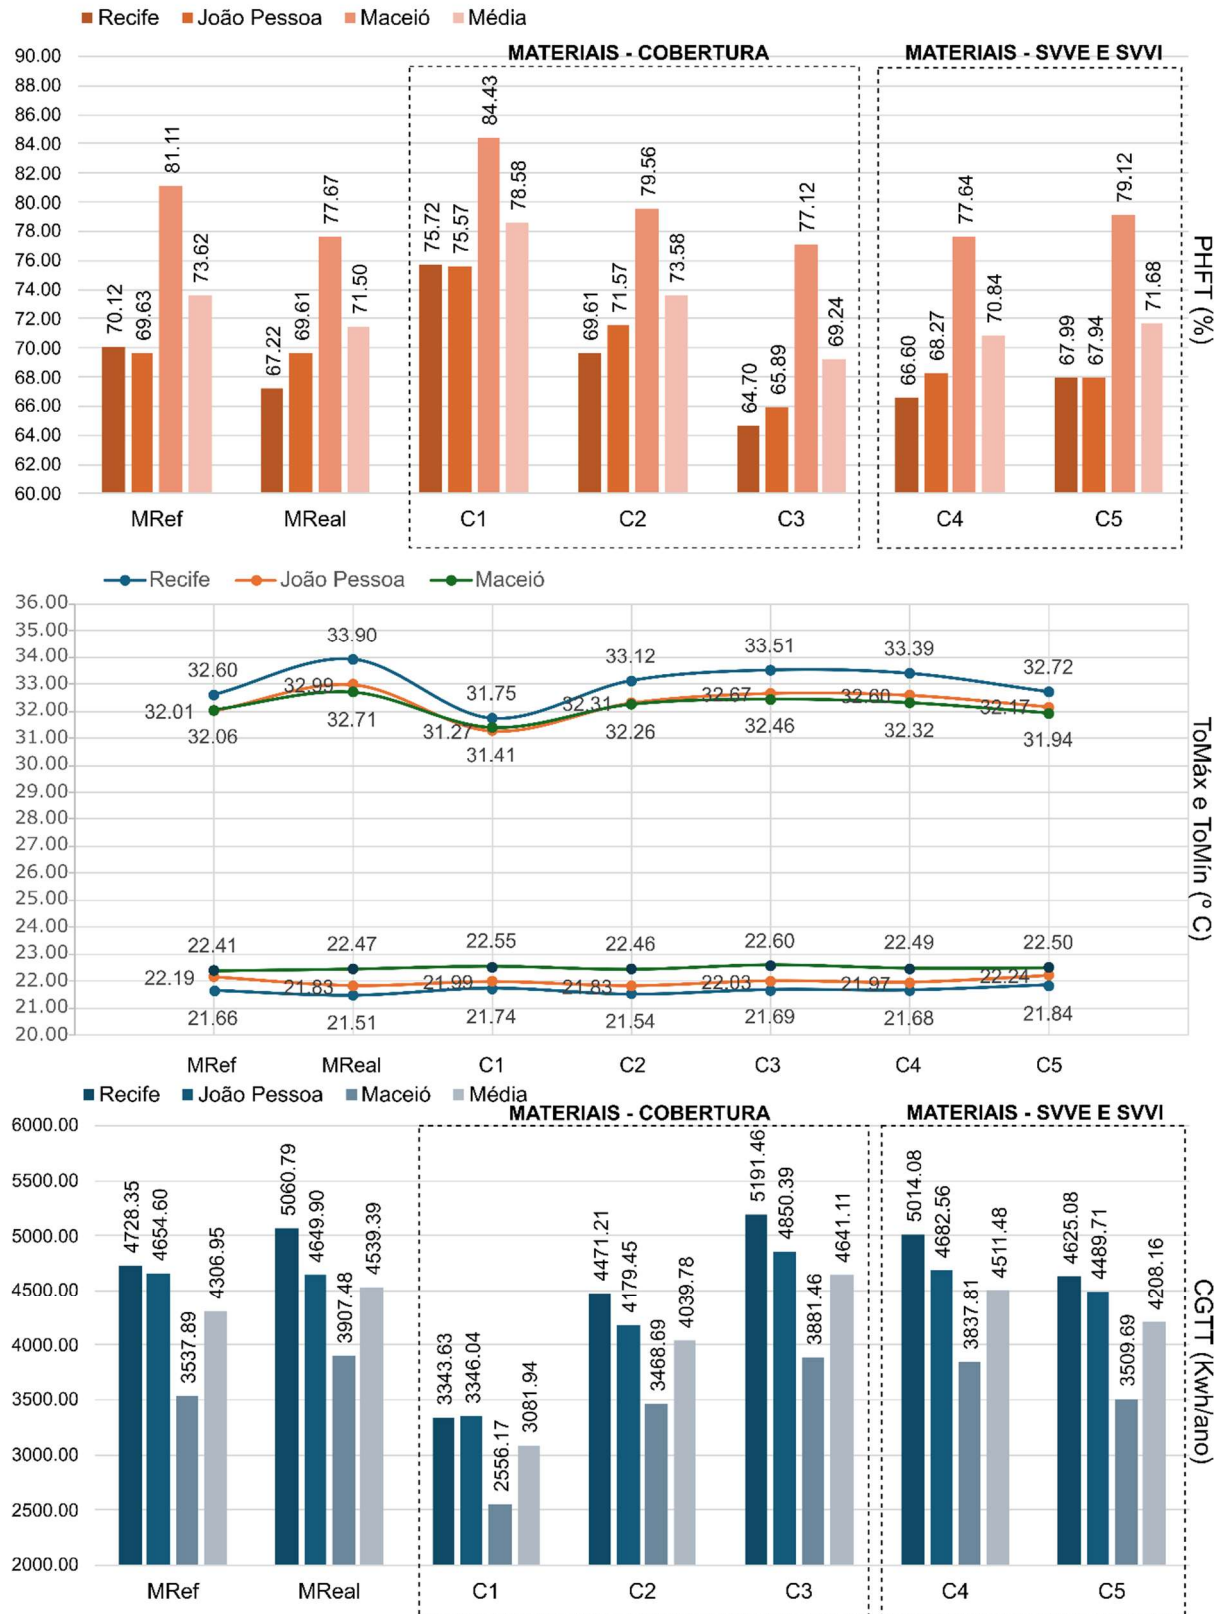 Recife João Pessoa Maceió Média
MATERIAIS - COBERTURA MATERIAIS - SVVE E SVVI
90.00
88.00
86.00
84.00
82.00
80.00
78.00
76.00
74.00
72.00
70.00
68.00
66.00
64.00
62.00
60.00
70.12 69.63 81.11 73.62
67.22 69.61 77.67 71.50
75.72 75.57 84.43 78.58
69.61 71.57 79.56 73.58
64.70 65.89 77.12 69.24
66.60 68.27 77.64 70.84
67.99 67.94 79.12 71.68
PHFT (%)
MRef MReal C1 C2 C3 C4 C5
Recife João Pessoa Maceió
36.00
35.00
34.00
33.00
32.00
31.00
30.00
29.00
28.00
27.00
26.00
25.00
24.00
23.00
22.00
21.00
20.00
32.60 33.90 31.75 33.12 33.51 33.39 32.72
32.01 32.99 31.27 32.31 32.67 32.60 32.17
32.06 32.71 31.41 32.26 32.46 32.32 31.94
22.41 22.47 22.55 22.46 22.60 22.49 22.50
22.19 21.83 21.99 21.83 22.03 21.97 22.24
21.66 21.51 21.74 21.54 21.69 21.68 21.84
ToMáx e ToMín (º C)
MRef MReal C1 C2 C3 C4 C5
Recife João Pessoa Maceió Média
MATERIAIS - COBERTURA MATERIAIS - SVVE E SVVI
6000.00
5500.00
5000.00
4500.00
4000.00
3500.00
3000.00
2500.00
2000.00
4728.35 4654.60 3537.89 4306.95
5060.79 4649.90 3907.48 4539.39
3343.63 3346.04 2556.17 3081.94
4471.21 4179.45 3468.69 4039.78
5191.46 4850.39 3881.46 4641.11
5014.08 4682.56 3837.81 4511.48
4625.08 4489.71 3509.69 4208.16
CGTT (Kwh/ano)
MRef MReal C1 C2 C3 C4 C5